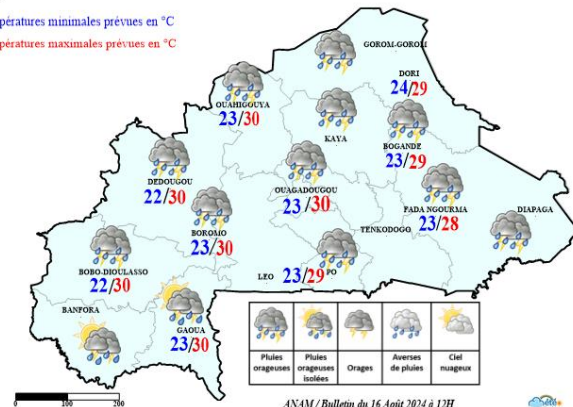 pératures minimales prévues en °C
pératures maximales prévues en °C
GOROM-GOROM
DORI
24/29
OUAHIGOUYA
23/30
KAYA
BOGANDE
23/29
DEDOUGOU
22/30
OUAGADOUGOU
23/30
FADA NGOURMA
23/28
DIAPAGA
BOROMO
23/30
TENKODOGO
BOBO-DIOULASSO
22/30
LEO
23/29
PO
BANFORA
GAOUA
23/30
Pluies orageuses
Pluies orageuses isolées
Orages
Averses de pluies
Ciel nuageux
0 100 200
ANAM / Bulletin du 16 Août 2024 à 12H